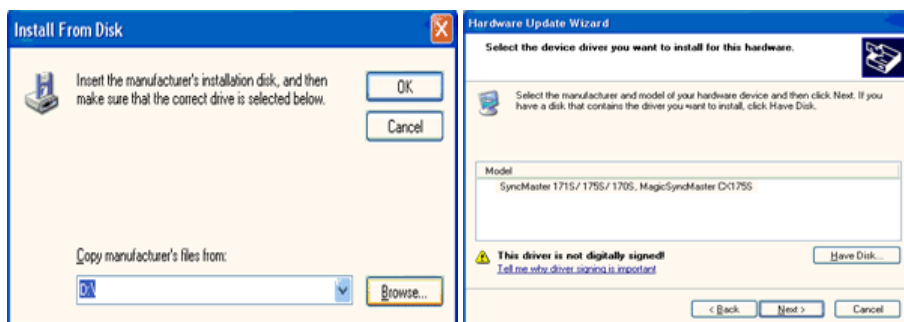 Install From Disk
Insert the manufacturer's installation disk, and then
make sure that the correct drive is selected below.
OK
Cancel
Copy manufacturer's files from:
D:\
Browse...
Hardware Update Wizard
Select the device driver you want to install for this hardware.
Select the manufacturer and model of your hardware device and then click Next. If you
have a disk that contains the driver you want to install, click Have Disk.
Model
SyncMaster 171S/ 175S/ 170S, MagicSyncMaster CX175S
This driver is not digitally signed!
Tell me why driver signing is important
Have Disk...
< Back
Next >
Cancel